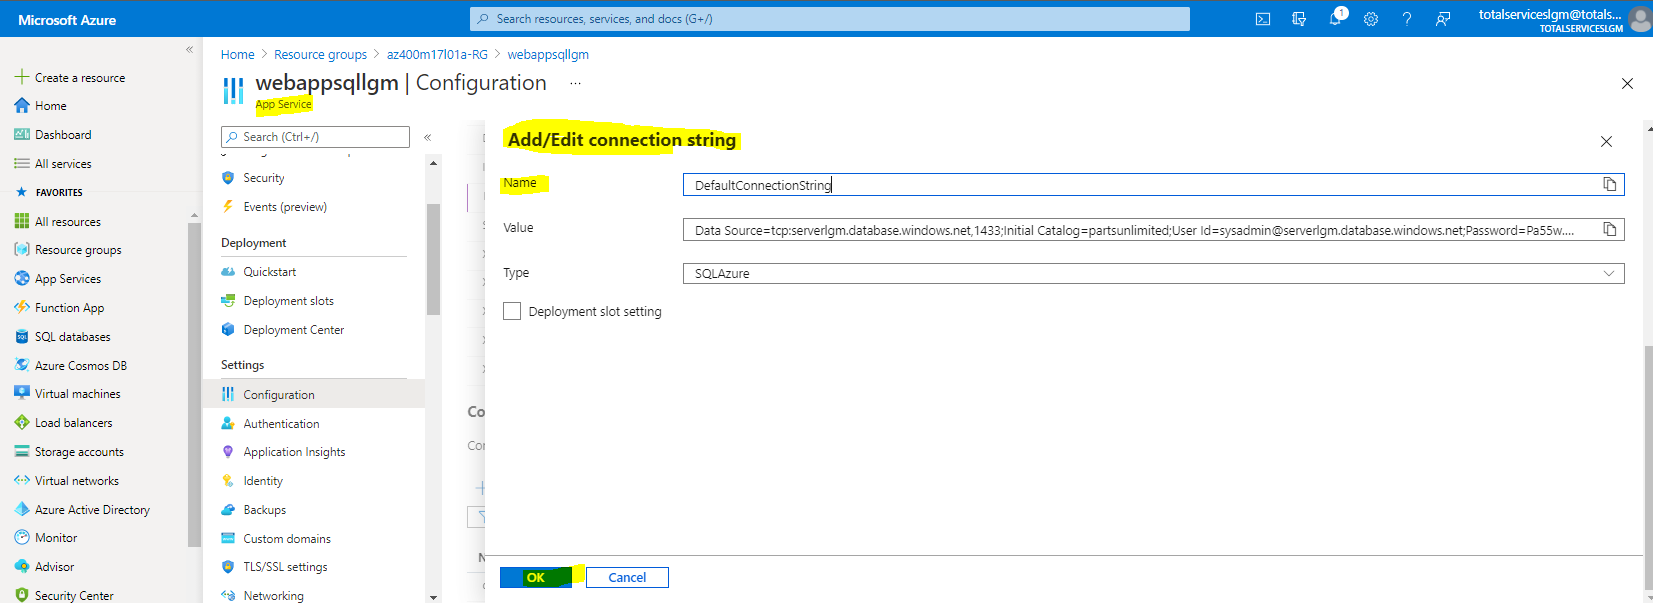 Microsoft Azure
Search resources, services, and docs (G+/)
1
totalserviceslgm@totals...
TOTALSERVICESLGM
«
Create a resource
Home
Dashboard
All services
FAVORITES
All resources
Resource groups
App Services
Function App
SQL databases
Azure Cosmos DB
Virtual machines
Load balancers
Storage accounts
Virtual networks
Azure Active Directory
Monitor
Advisor
Security Center
Home > Resource groups > az400m17l01a-RG > webappsqllgm
webappsqllgm | Configuration ...
App Service
Search (Ctrl+/) «
Security
Events (preview)
Deployment
Quickstart
Deployment slots
Deployment Center
Settings
Configuration
Authentication
Application Insights
Identity
Backups
Custom domains
TLS/SSL settings
Networking
Co
Add/Edit connection string
Name DefaultConnectionString
Value Data Source=tcp:serverlgm.database.windows.net,1433;Initial Catalog=partsunlimited;User Id=sysadmin@serverlgm.database.windows.net;Password=Pa55w....
Type SQLAzure
Deployment slot setting
OK Cancel